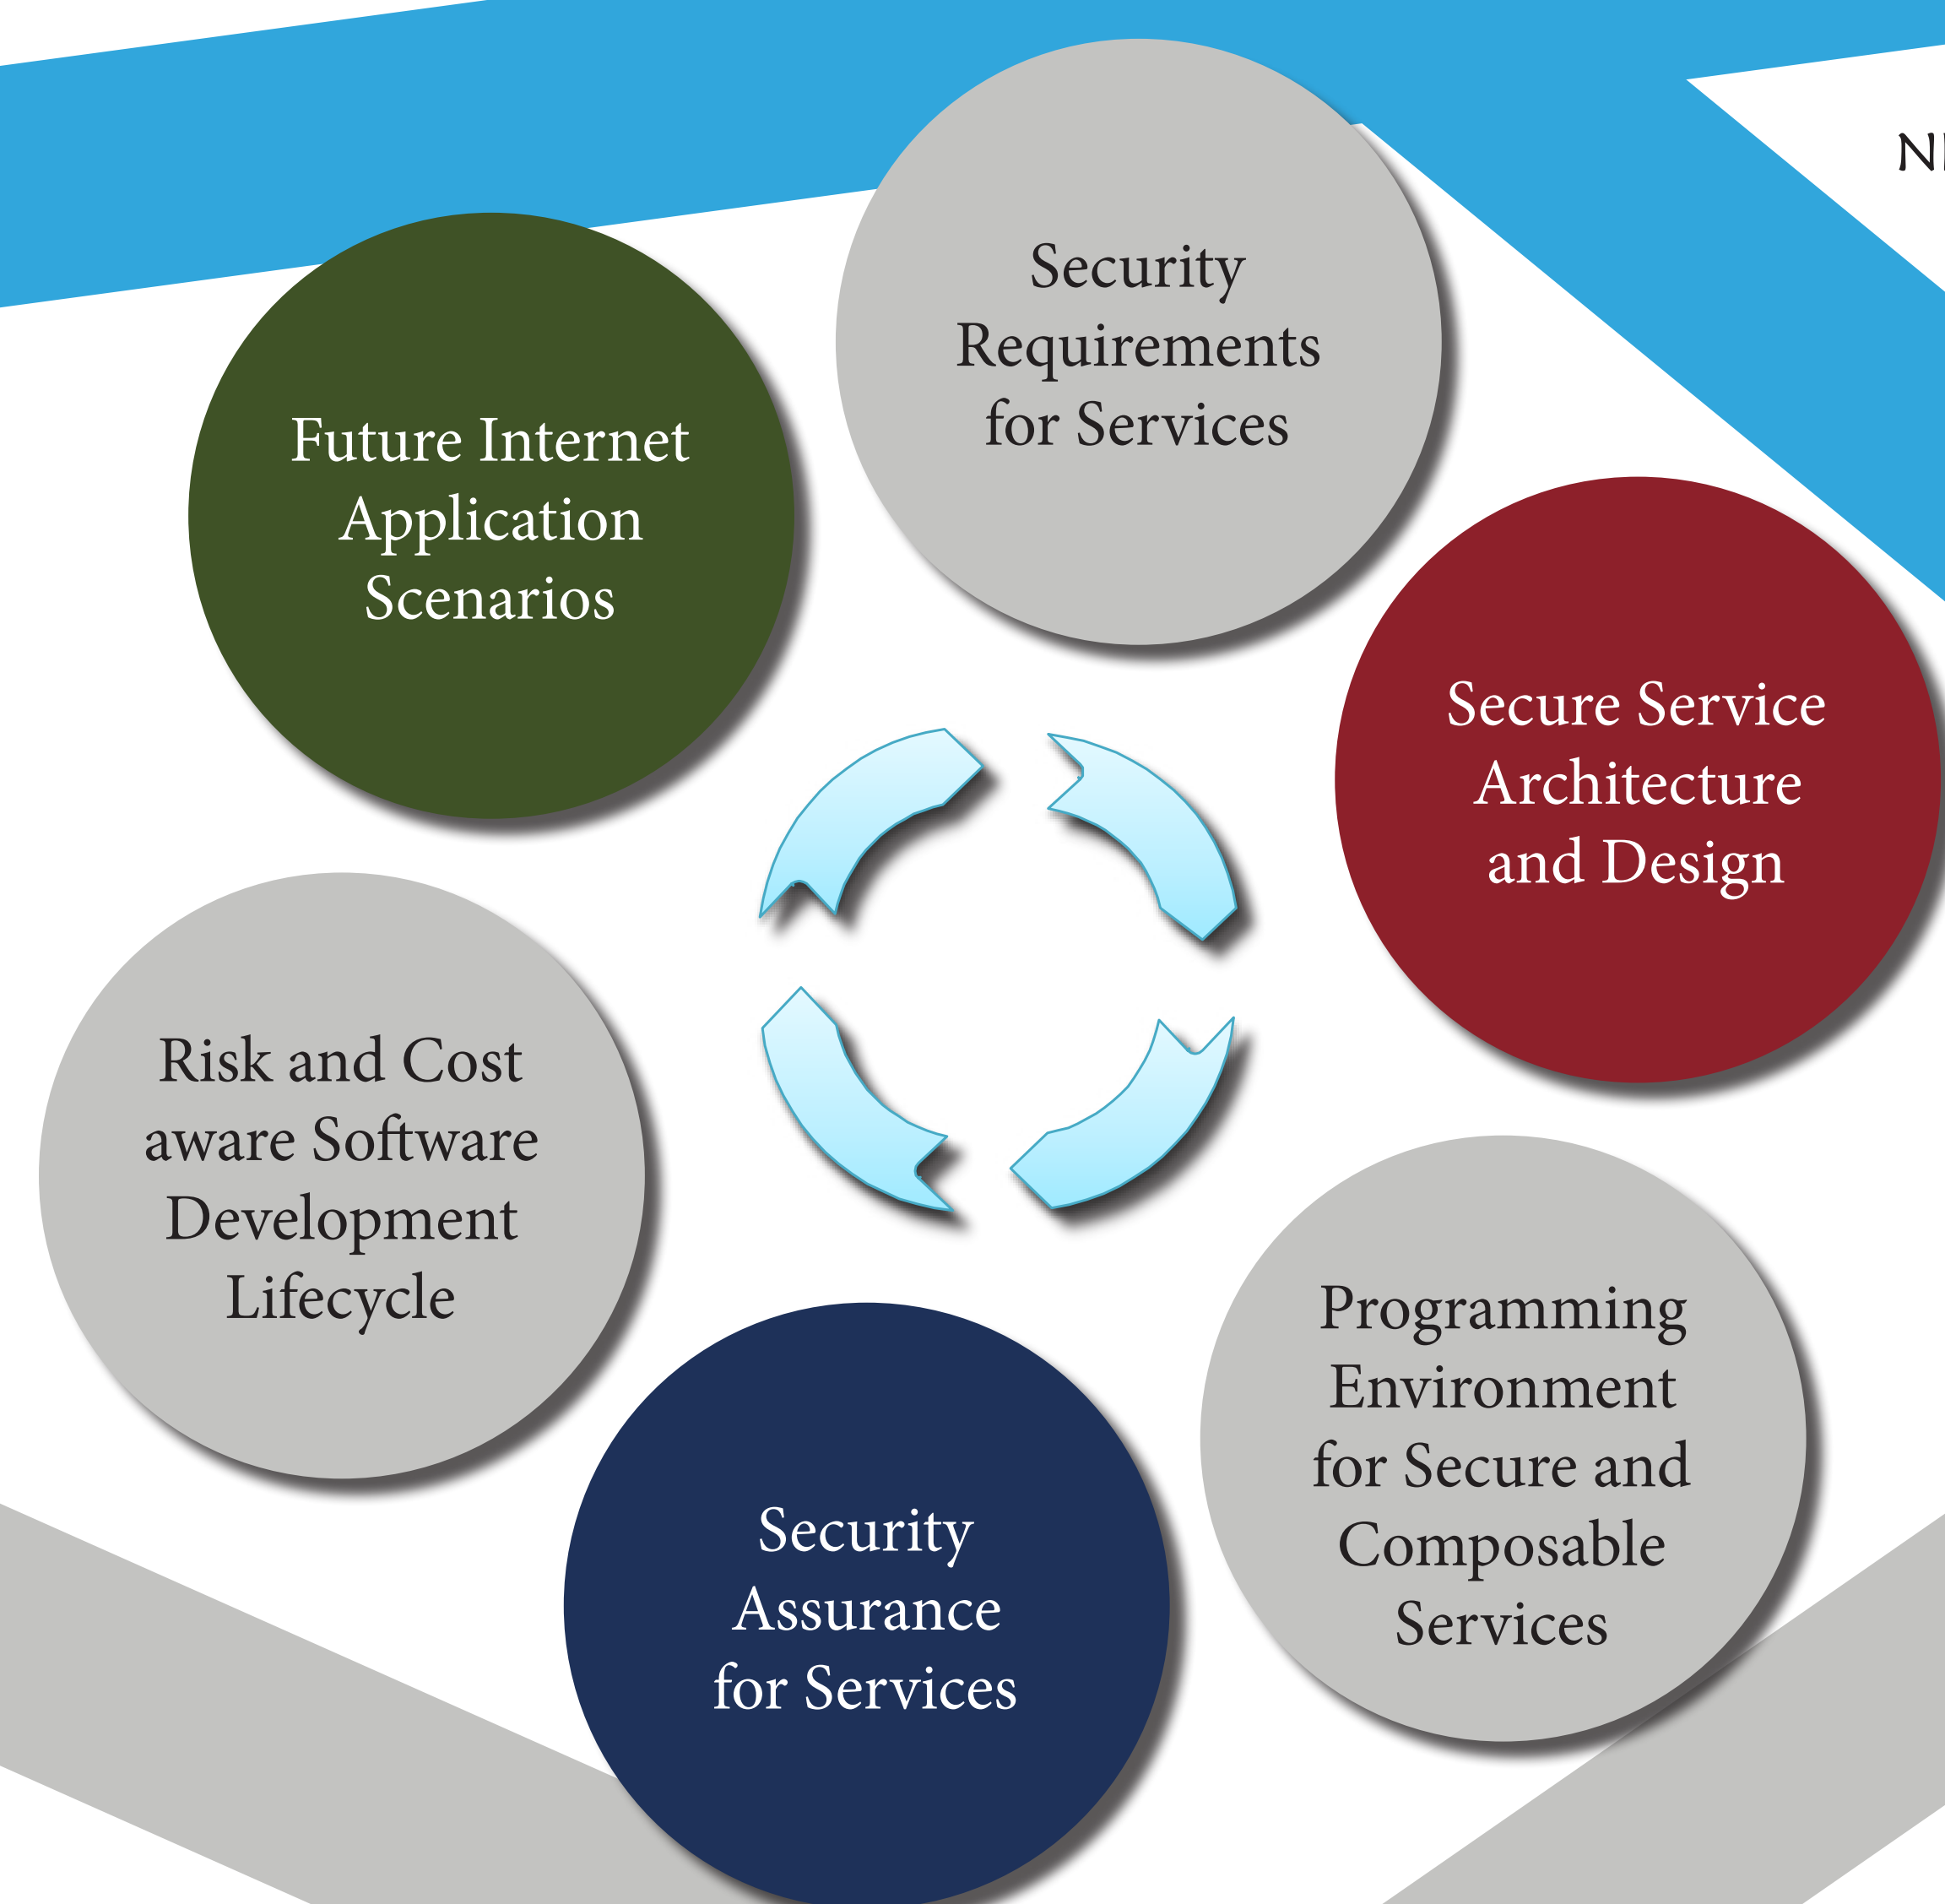 Security
Requirements
for Services
Future Internet
Application
Scenarios
Secure Service
Architecture
and Design
Risk and Cost
aware Software
Development
Lifecycle
Programming
Environment
for Secure and
Composable
Services
Security
Assurance
for Services